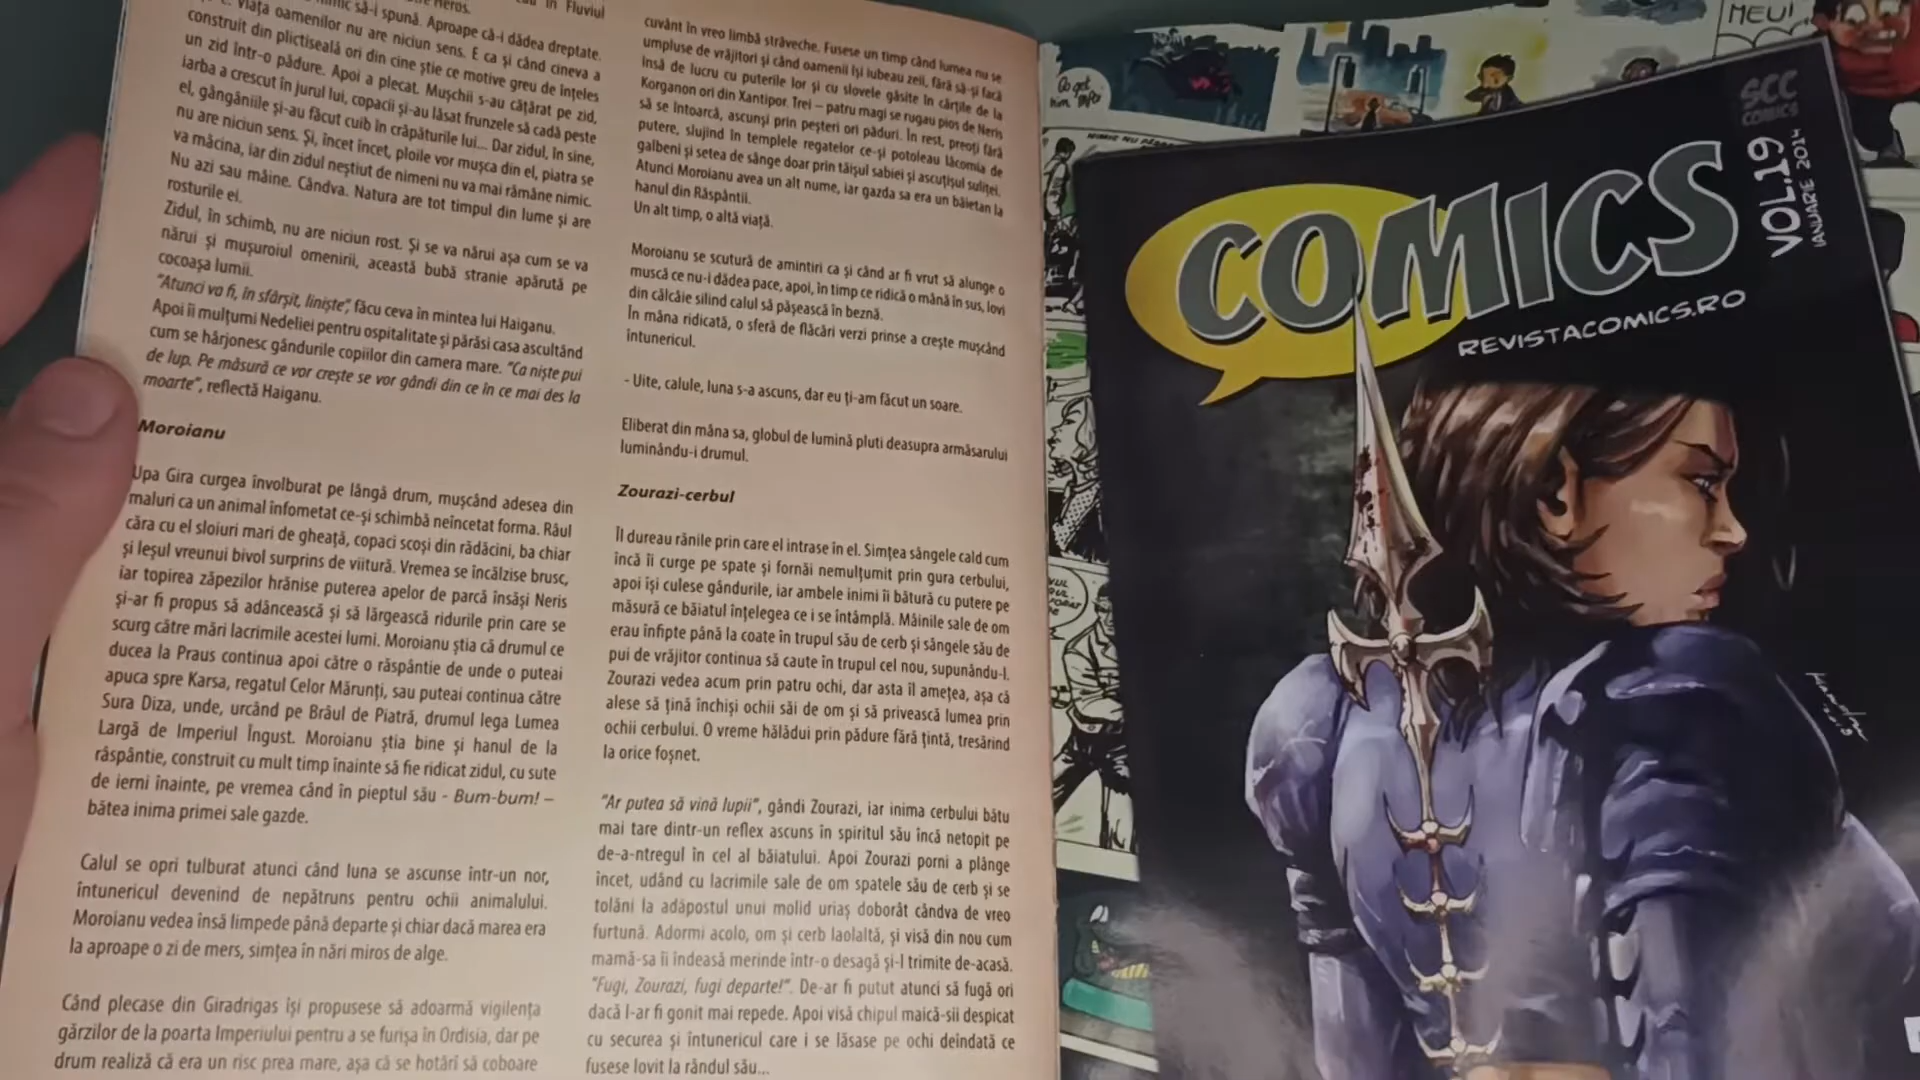 în Fluviul
să-i spună. Aproape că-i dădea dreptate.
Viața oamenilor nu are niciun sens. E ca și când cineva a
construit din plictiseală ori din cine știe ce motive greu de înțeles
un zid într-o pădure. Apoi a plecat. Mușchii s-au cățărat pe zid,
iarba a crescut în jurul lui, copacii și-au lăsat frunzele să cadă peste
el, gângăniile și-au făcut cuib în crăpăturile lui... Dar zidul, în sine,
nu are niciun sens. Și, încet încet, ploile vor mușca din el, piatra se
va măcina, iar din zidul neștiut de nimeni nu va mai rămâne nimic.
Nu azi sau mâine. Cândva. Natura are tot timpul din lume și are
rosturile ei.
Zidul, în schimb, nu are niciun rost. Și se va nărui așa cum se va
nărui și mușuroiul omenirii, această bubă stranie apărută pe
cocoașa lumii.
"Atunci va fi, în sfârșit, liniște", făcu ceva în mintea lui Haiganu.
Apoi îi mulțumi Nedeliei pentru ospitalitate și părăsi casa ascultând
cum se hârjonesc gândurile copiilor din camera mare. "Ca niște pui
de lup. Pe măsură ce vor crește se vor gândi din ce în ce mai des la
moarte", reflectă Haiganu.
Moroianu
Upa Gira curgea învolburat pe lângă drum, mușcând adesea din
maluri ca un animal înfometat ce-și schimbă neîncetat forma. Râul
căra cu el sloiuri mari de gheață, copaci scoși din rădăcini, ba chiar
și leșul vreunui bivol surprins de viitură. Vremea se încălzise brusc,
iar topirea zăpezilor hrănise puterea apelor de parcă însăși Neris
și-ar fi propus să adâncească și să lărgească ridurile prin care se
scurg către mări lacrimile acestei lumi. Moroianu știa că drumul ce
ducea la Praus continua apoi către o răspântie de unde o puteai
apuca spre Karsa, regatul Celor Mărunți, sau puteai continua către
Sura Diza, unde, urcând pe Brâul de Piatră, drumul lega Lumea
Largă de Imperiul Îngust. Moroianu știa bine și hanul de la
răspântie, construit cu mult timp înainte să fie ridicat zidul, cu sute
de ierni înainte, pe vremea când în pieptul său - Bum-bum! –
bătea inima primei sale gazde.
Calul se opri tulburat atunci când luna se ascunse într-un nor,
întunericul devenind de nepătruns pentru ochii animalului.
Moroianu vedea însă limpede până departe și chiar dacă marea era
la aproape o zi de mers, simțea în nări miros de alge.
Când plecase din Giradrigas își propusese să adoarmă vigilența
gărzilor de la poarta Imperiului pentru a se furișa în Ordisia, dar pe
drum realiză că era un risc prea mare, așa că se hotărî să coboare
cuvânt în vreo limbă străveche. Fusese un timp când lumea nu se
umpluse de vrăjitori și când oamenii își iubeau zeii, fără să-și facă
însă de lucru cu puterile lor și cu slovele găsite în cărțile de la
Korganon ori din Xantipor. Trei – patru magi se rugau pios de Neris
să se întoarcă, ascunși prin peșteri ori păduri. În rest, preoți fără
putere, slujind în templele regatelor ce-și potoleau lăcomia de
galbeni și setea de sânge doar prin tăișul sabiei și ascuțișul suliței.
Atunci Moroianu avea un alt nume, iar gazda sa era un băietan la
hanul din Răspântii.
Un alt timp, o altă viață.
Moroianu se scutură de amintiri ca și când ar fi vrut să alunge o
muscă ce nu-i dădea pace, apoi, în timp ce ridică o mână în sus, lovi
din călcâie silind calul să pășească în beznă.
În mâna ridicată, o sferă de flăcări verzi prinse a crește mușcând
întunericul.
- Uite, calule, luna s-a ascuns, dar eu ți-am făcut un soare.
Eliberat din mâna sa, globul de lumină pluti deasupra armăsarului
luminându-i drumul.
Zourazi-cerbul
Îl dureau rănile prin care el intrase în el. Simțea sângele cald cum
încă îi curge pe spate și fornăi nemulțumit prin gura cerbului,
apoi își culese gândurile, iar ambele inimi îi bătură cu putere pe
măsură ce băiatul înțelegea ce i se întâmplă. Mâinile sale de om
erau înfipte până la coate în trupul său de cerb și sângele său de
pui de vrăjitor continua să caute în trupul cel nou, supunându-l.
Zourazi vedea acum prin patru ochi, dar asta îl amețea, așa că
alese să țină închiși ochii săi de om și să privească lumea prin
ochii cerbului. O vreme hălădui prin pădure fără țintă, tresărind
la orice foșnet.
"Ar putea să vină lupii", gândi Zourazi, iar inima cerbului bătu
mai tare dintr-un reflex ascuns în spiritul său încă netopit pe
de-a-ntregul în cel al băiatului. Apoi Zourazi porni a plânge
încet, udând cu lacrimile sale de om spatele său de cerb și se
tolăni la adăpostul unui molid uriaș doborât cândva de vreo
furtună. Adormi acolo, om și cerb laolaltă, și visă din nou cum
mamă-sa îi îndeasă merinde într-o desagă și-l trimite de-acasă.
"Fugi, Zourazi, fugi departe!". De-ar fi putut atunci să fugă ori
dacă l-ar fi gonit mai repede. Apoi visă chipul maică-sii despicat
cu securea și întunericul care i se lăsase pe ochi deîndată ce
fusese lovit la rândul său...
MEU!
SCC
COMICS
VOL.19
IANUARIE 2014
COMICS
REVISTACOMICS.RO